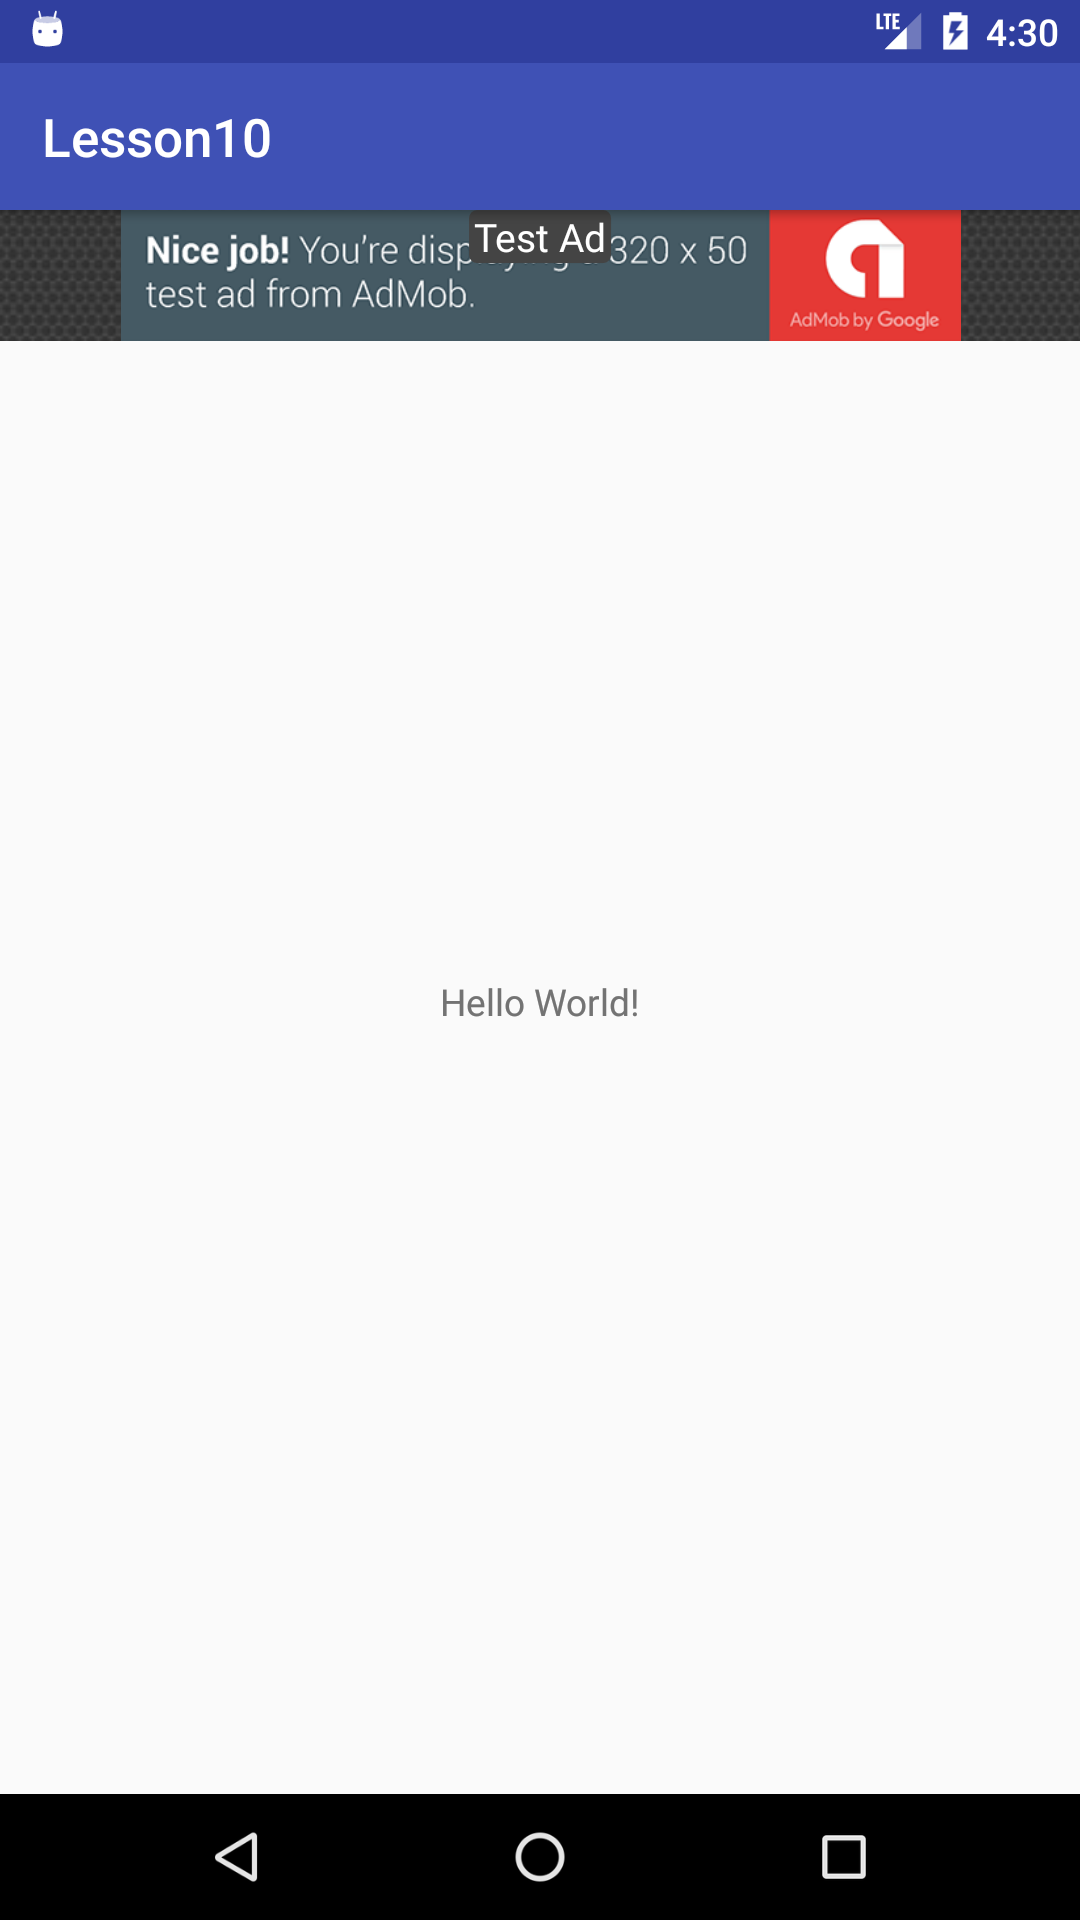 LTE 4:30
Lesson10
Test Ad
Nice job! You're 320 x 50
test ad from AdMob.
AdMob by Google
Hello World!